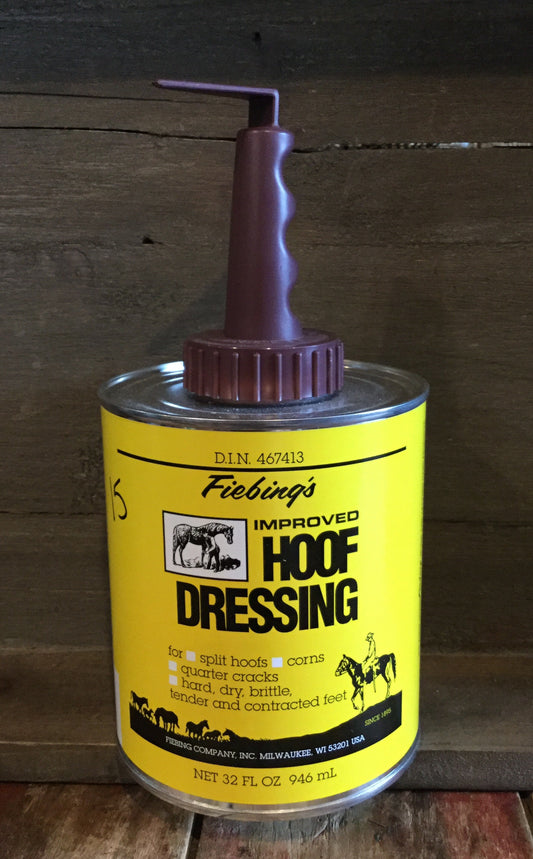 D.I.N. 467413
Fiebing's
IMPROVED
HOOF
DRESSING
for split hoofs corns
quarter cracks
hard, dry, brittle,
tender and contracted feet
SINCE 1895
FIEBING COMPANY, INC. MILWAUKEE, WI 53201 USA
NET 32 FL OZ 946 mL
15